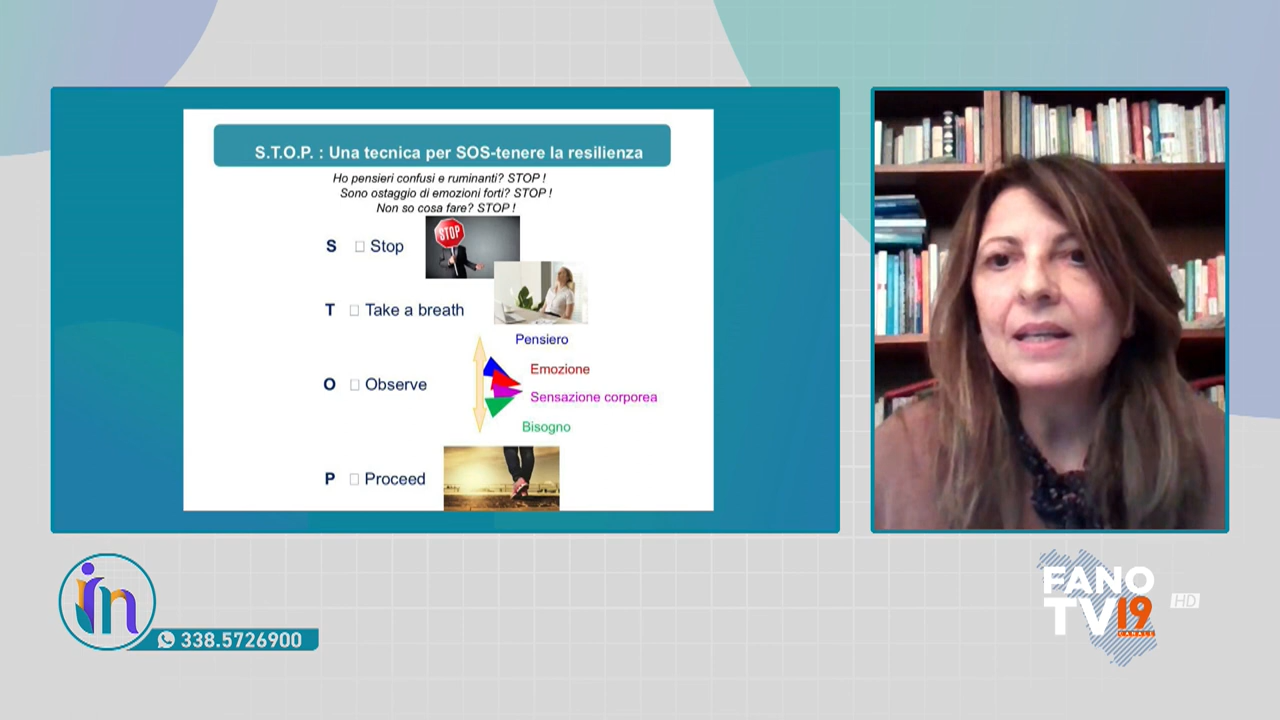 S.T.O.P. : Una tecnica per SOS-tenere la resilienza
Ho pensieri confusi e ruminanti? STOP !
Sono ostaggio di emozioni forti? STOP !
Non so cosa fare? STOP !
S □ Stop
STOP
T □ Take a breath
Pensiero
Emozione
O □ Observe
Sensazione corporea
Bisogno
P □ Proceed
in
338.5726900
FANO
TV19
CANALE
HD